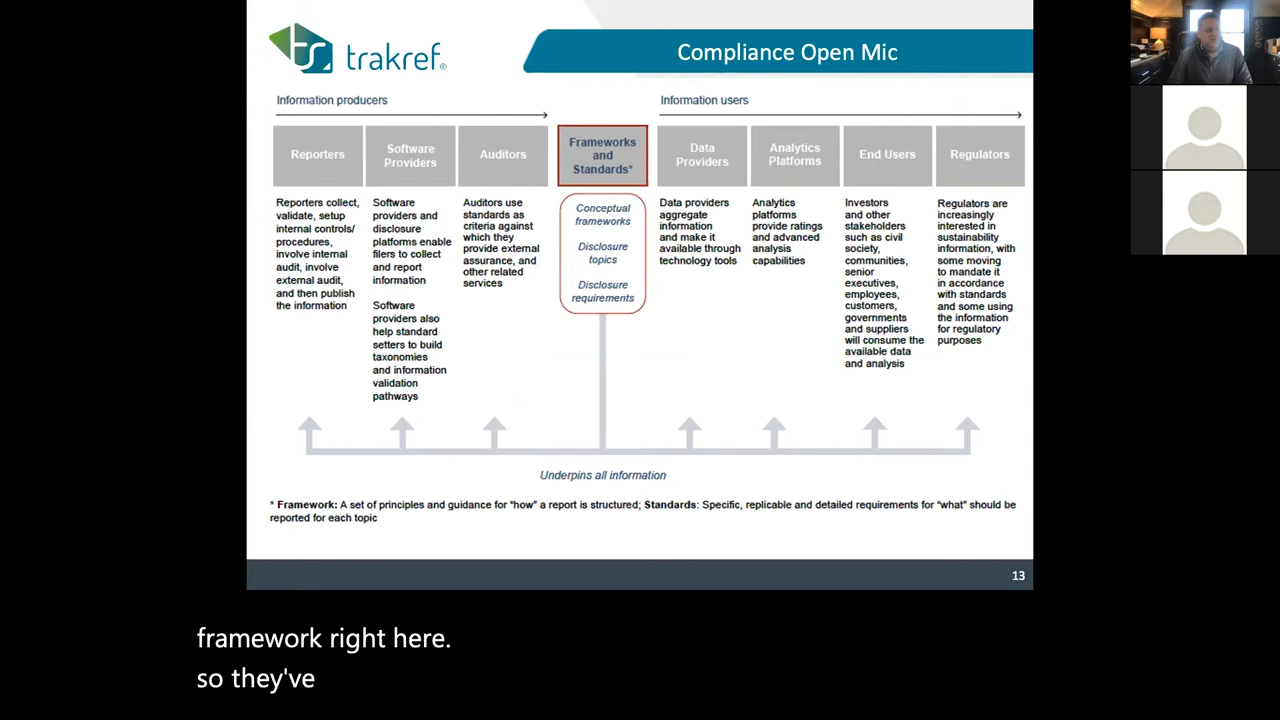 trakref®
Compliance Open Mic
Information producers
Information users
Reporters
Software
Providers
Auditors
Frameworks
and
Standards*
Data
Providers
Analytics
Platforms
End Users
Regulators
Reporters collect,
validate, setup
internal controls/
procedures,
involve internal
audit, involve
external audit,
and then publish
the information
Software
providers and
disclosure
platforms enable
filers to collect
and report
information
Software
providers also
help standard
setters to build
taxonomies
and information
validation
pathways
Auditors use
standards as
criteria against
which they
provide external
assurance, and
other related
services
Conceptual
frameworks
Disclosure
topics
Disclosure
requirements
Data providers
aggregate
information
and make it
available through
technology tools
Analytics
platforms
provide ratings
and advanced
analysis
capabilities
Investors
and other
stakeholders
such as civil
society,
communities,
senior
executives,
employees,
customers,
governments
and suppliers
will consume the
available data
and analysis
Regulators are
increasingly
interested in
sustainability
information, with
some moving
to mandate it
in accordance
with standards
and some using
the information
for regulatory
purposes
Underpins all information
* Framework: A set of principles and guidance for "how" a report is structured; Standards: Specific, replicable and detailed requirements for "what" should be
reported for each topic
13
framework right here.
so they've